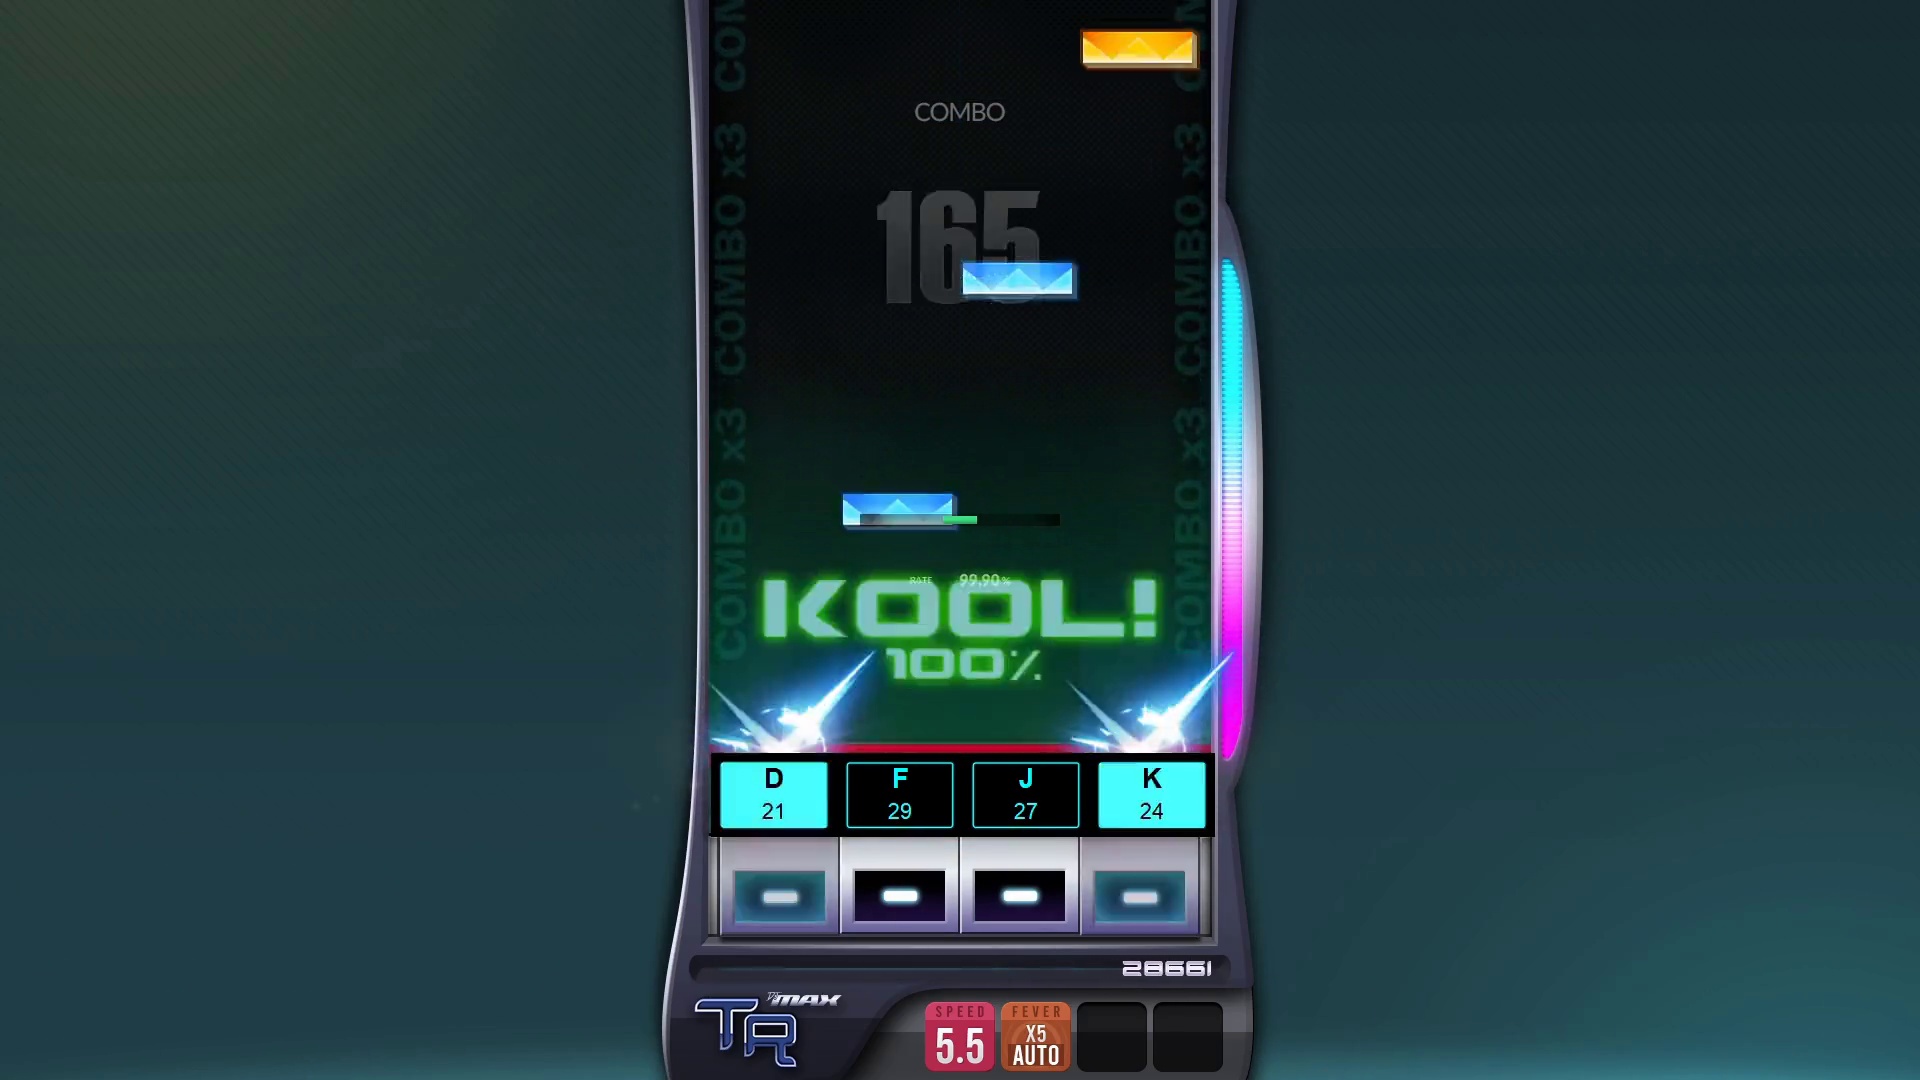 COMBO x3 COMBO x3 COMBO
COMBO x3 COMBO x3 COMBO
COMBO
165
RATE 99.90%
KOOL!
100%
D F J K
21 29 27 24
28661
DJMAX
TR
SPEED
5.5
FEVER
X5
AUTO